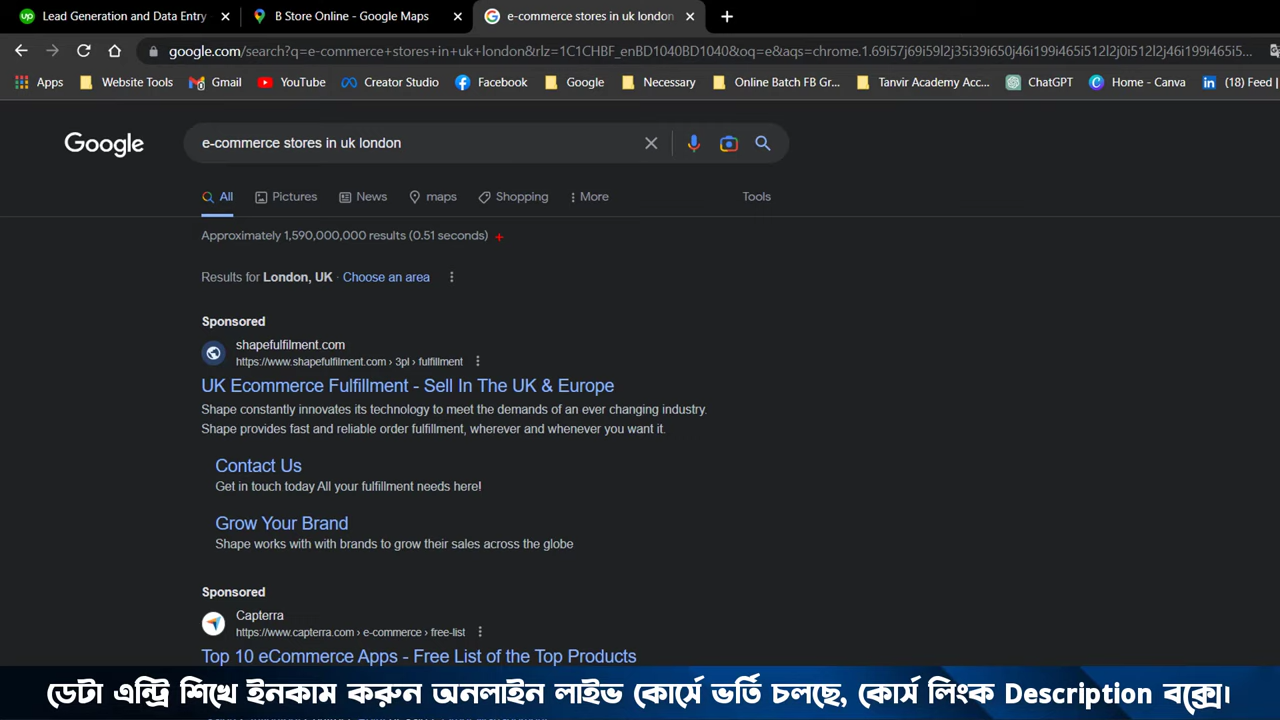 Lead Generation and Data Entry
B Store Online - Google Maps
e-commerce stores in uk london
google.com/search?q=e-commerce+stores+in+uk+london&rlz=1C1CHBF_enBD1040BD1040&oq=e&aqs=chrome.1.69i57j69i59l2j35i39i650j46i199i465i512l2j0i512l2j46i199i465i5...
Apps
Website Tools
Gmail
YouTube
Creator Studio
Facebook
Google
Necessary
Online Batch FB Gr...
Tanvir Academy Acc...
ChatGPT
Home - Canva
(18) Feed |
Google
e-commerce stores in uk london
All
Pictures
News
maps
Shopping
More
Tools
Approximately 1,590,000,000 results (0.51 seconds)
Results for London, UK · Choose an area
Sponsored
shapefulfilment.com
https://www.shapefulfilment.com › 3pl › fulfillment
UK Ecommerce Fulfillment - Sell In The UK & Europe
Shape constantly innovates its technology to meet the demands of an ever changing industry.
Shape provides fast and reliable order fulfillment, wherever and whenever you want it.
Contact Us
Get in touch today All your fulfillment needs here!
Grow Your Brand
Shape works with with brands to grow their sales across the globe
Sponsored
Capterra
https://www.capterra.com › e-commerce › free-list
Top 10 eCommerce Apps - Free List of the Top Products
ডেটা এন্ট্রি শিখে ইনকাম করুন অনলাইন লাইভ কোর্সে ভর্তি চলছে, কোর্স লিংক Description বক্সে।